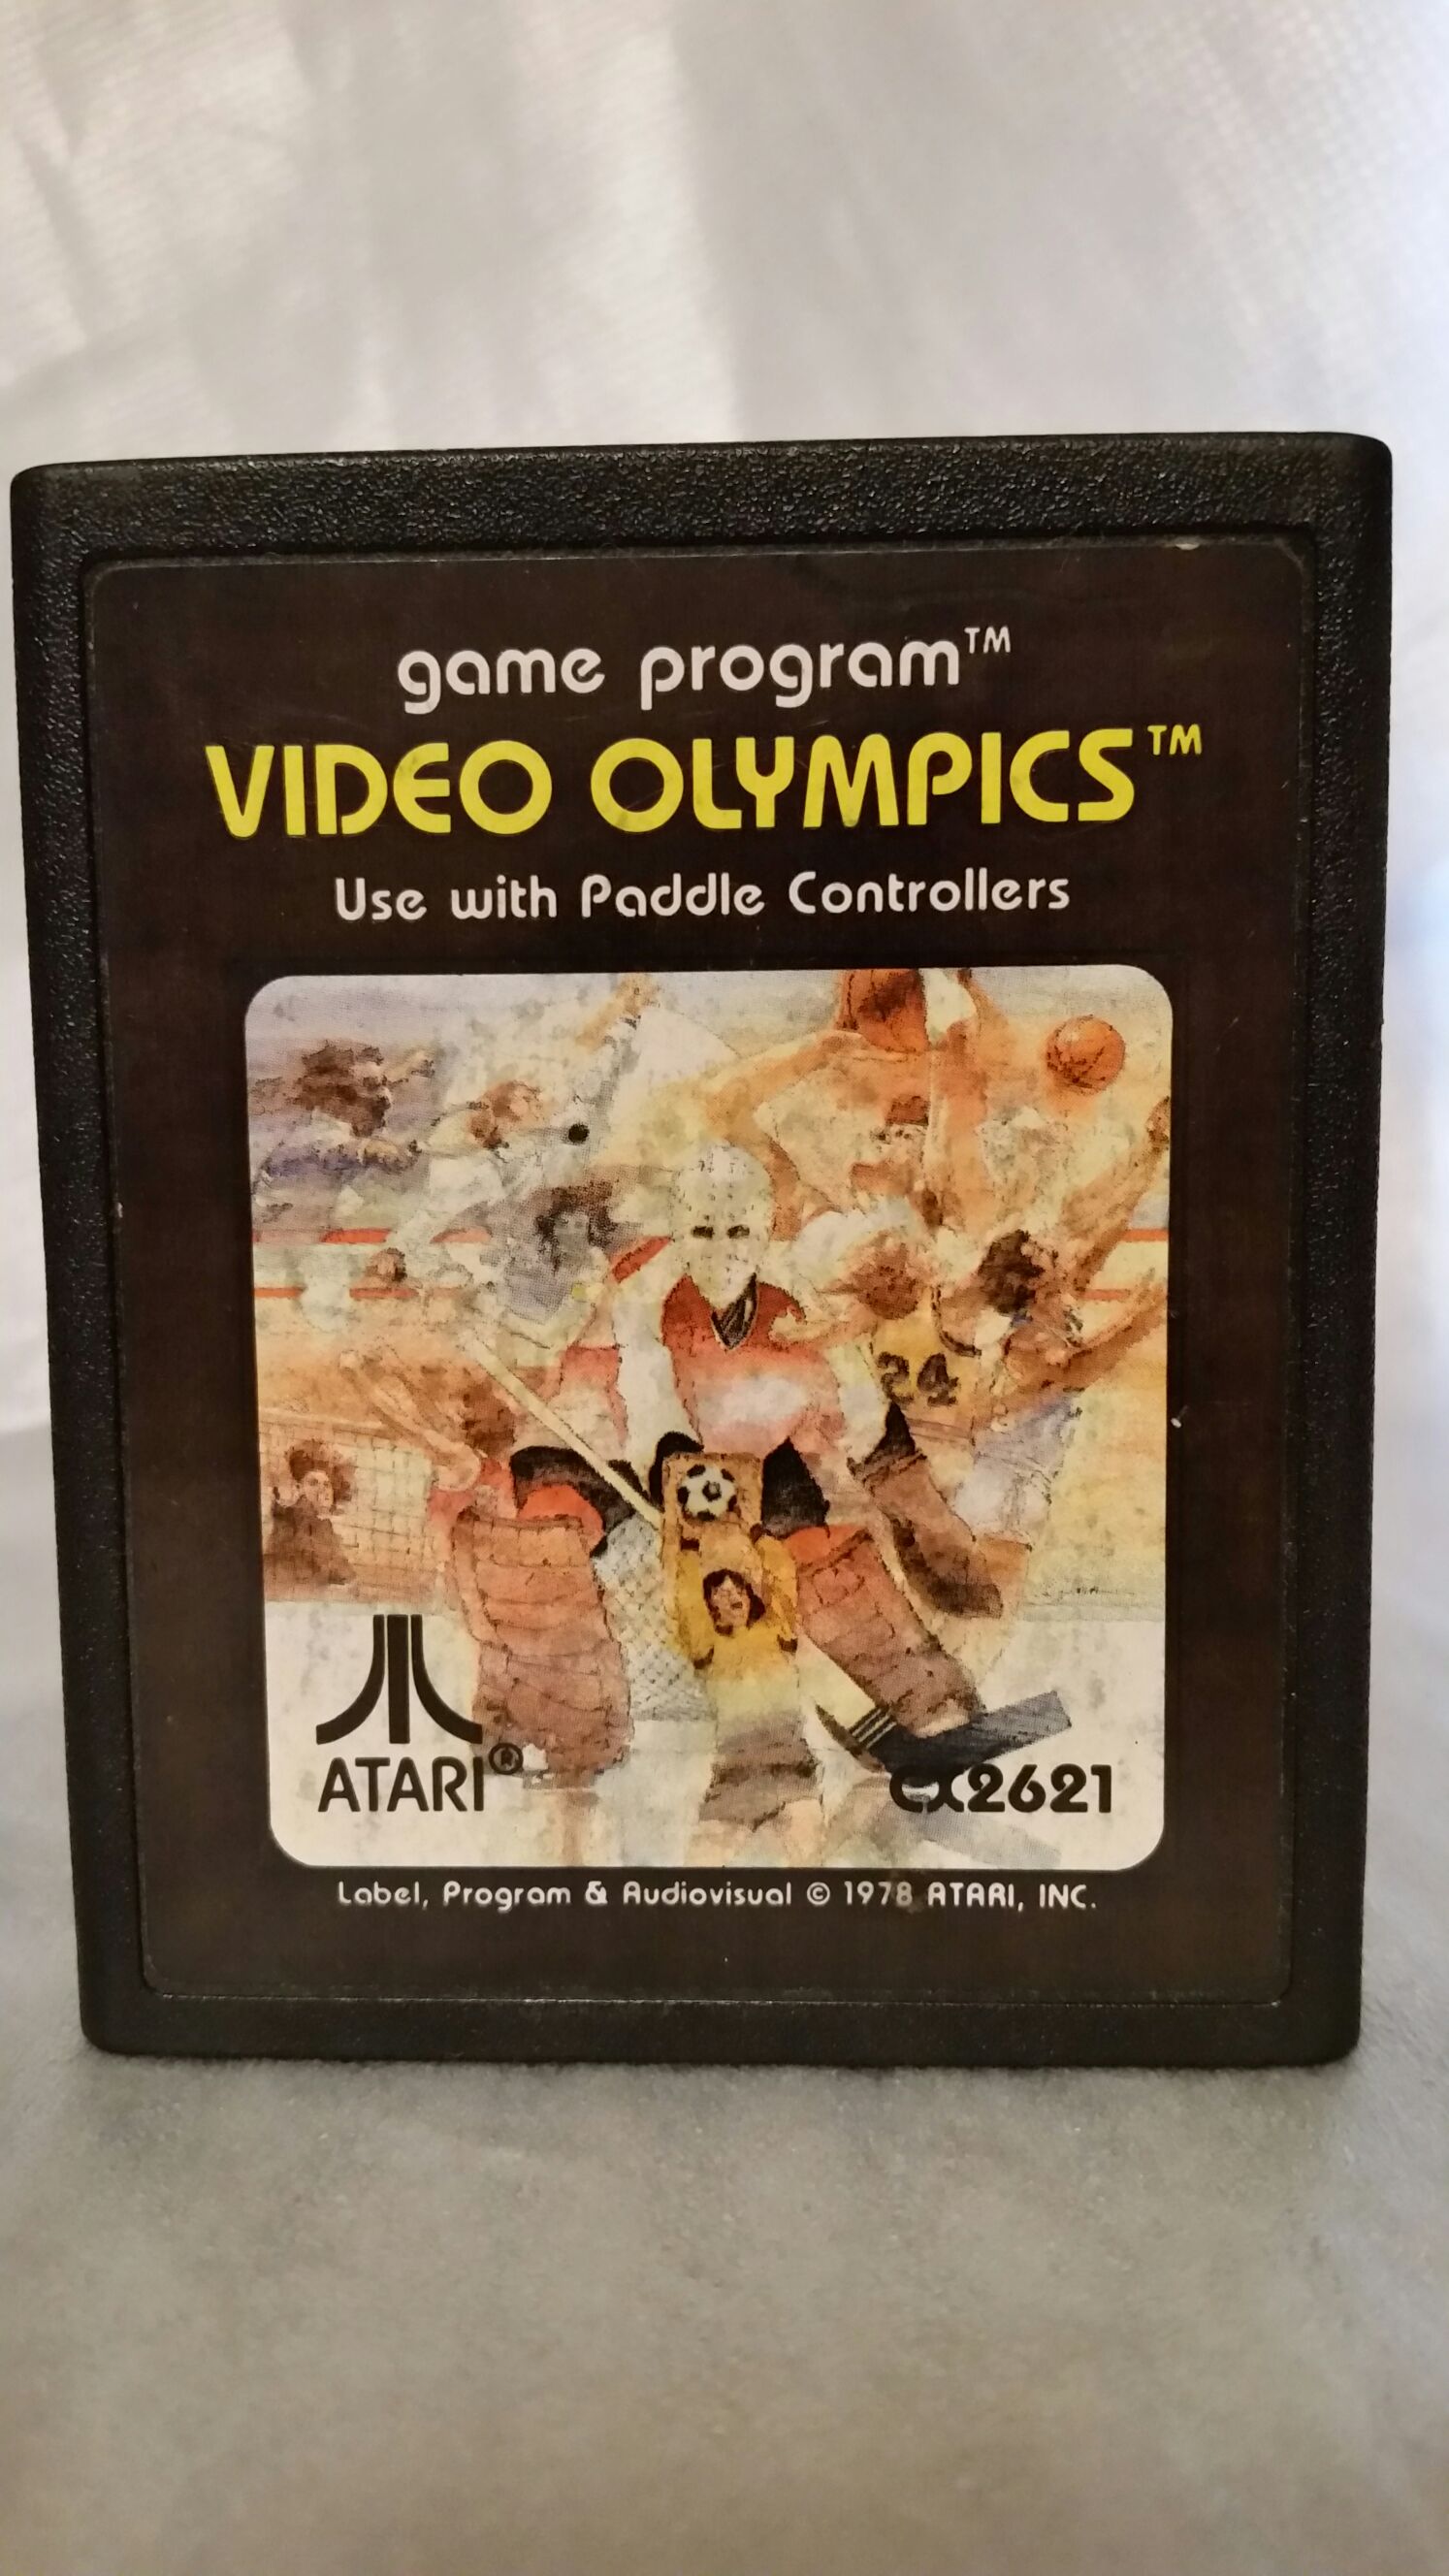 game program™
VIDEO OLYMPICS™
Use with Paddle Controllers
24
ATARI®
CX2621
Label, Program & Audiovisual © 1978 ATARI, INC.